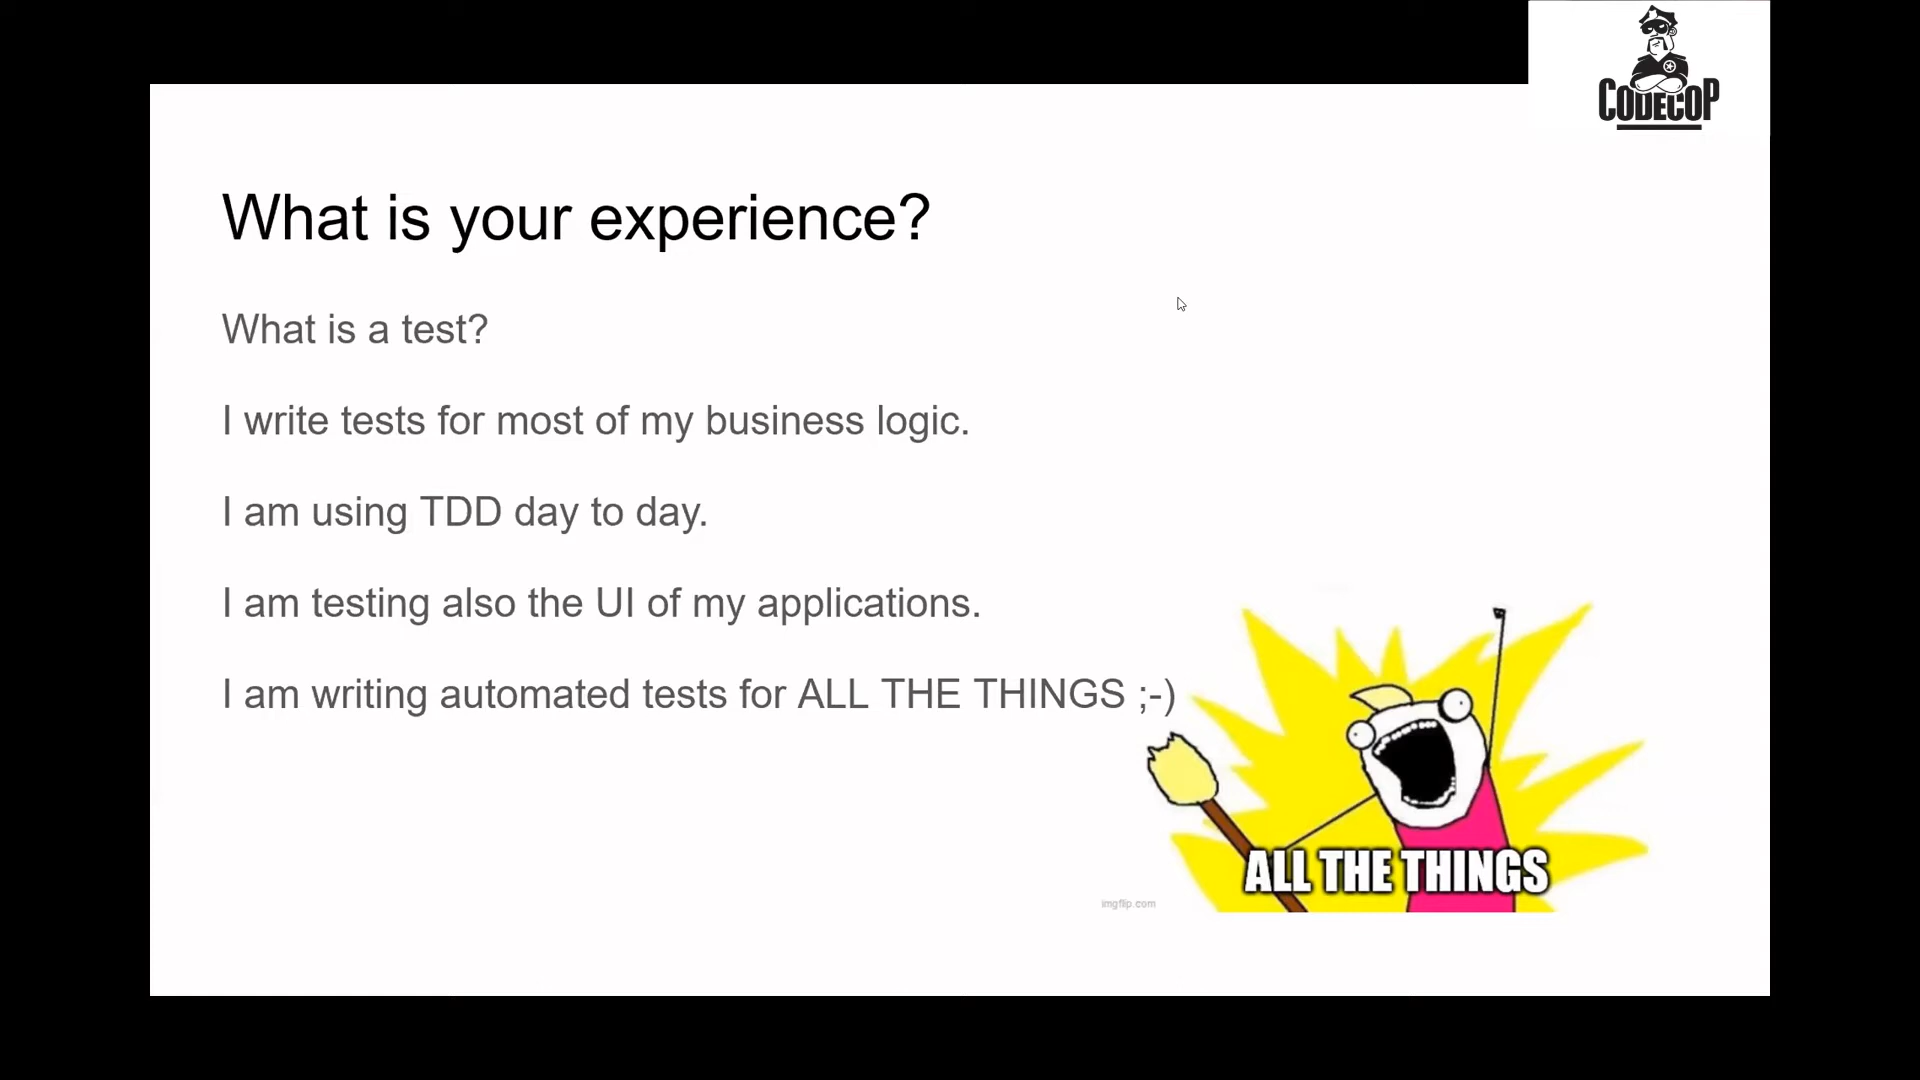 CODECOP
What is your experience?
What is a test?
I write tests for most of my business logic.
I am using TDD day to day.
I am testing also the UI of my applications.
I am writing automated tests for ALL THE THINGS ;-)
ALL THE THINGS
imgflip.com